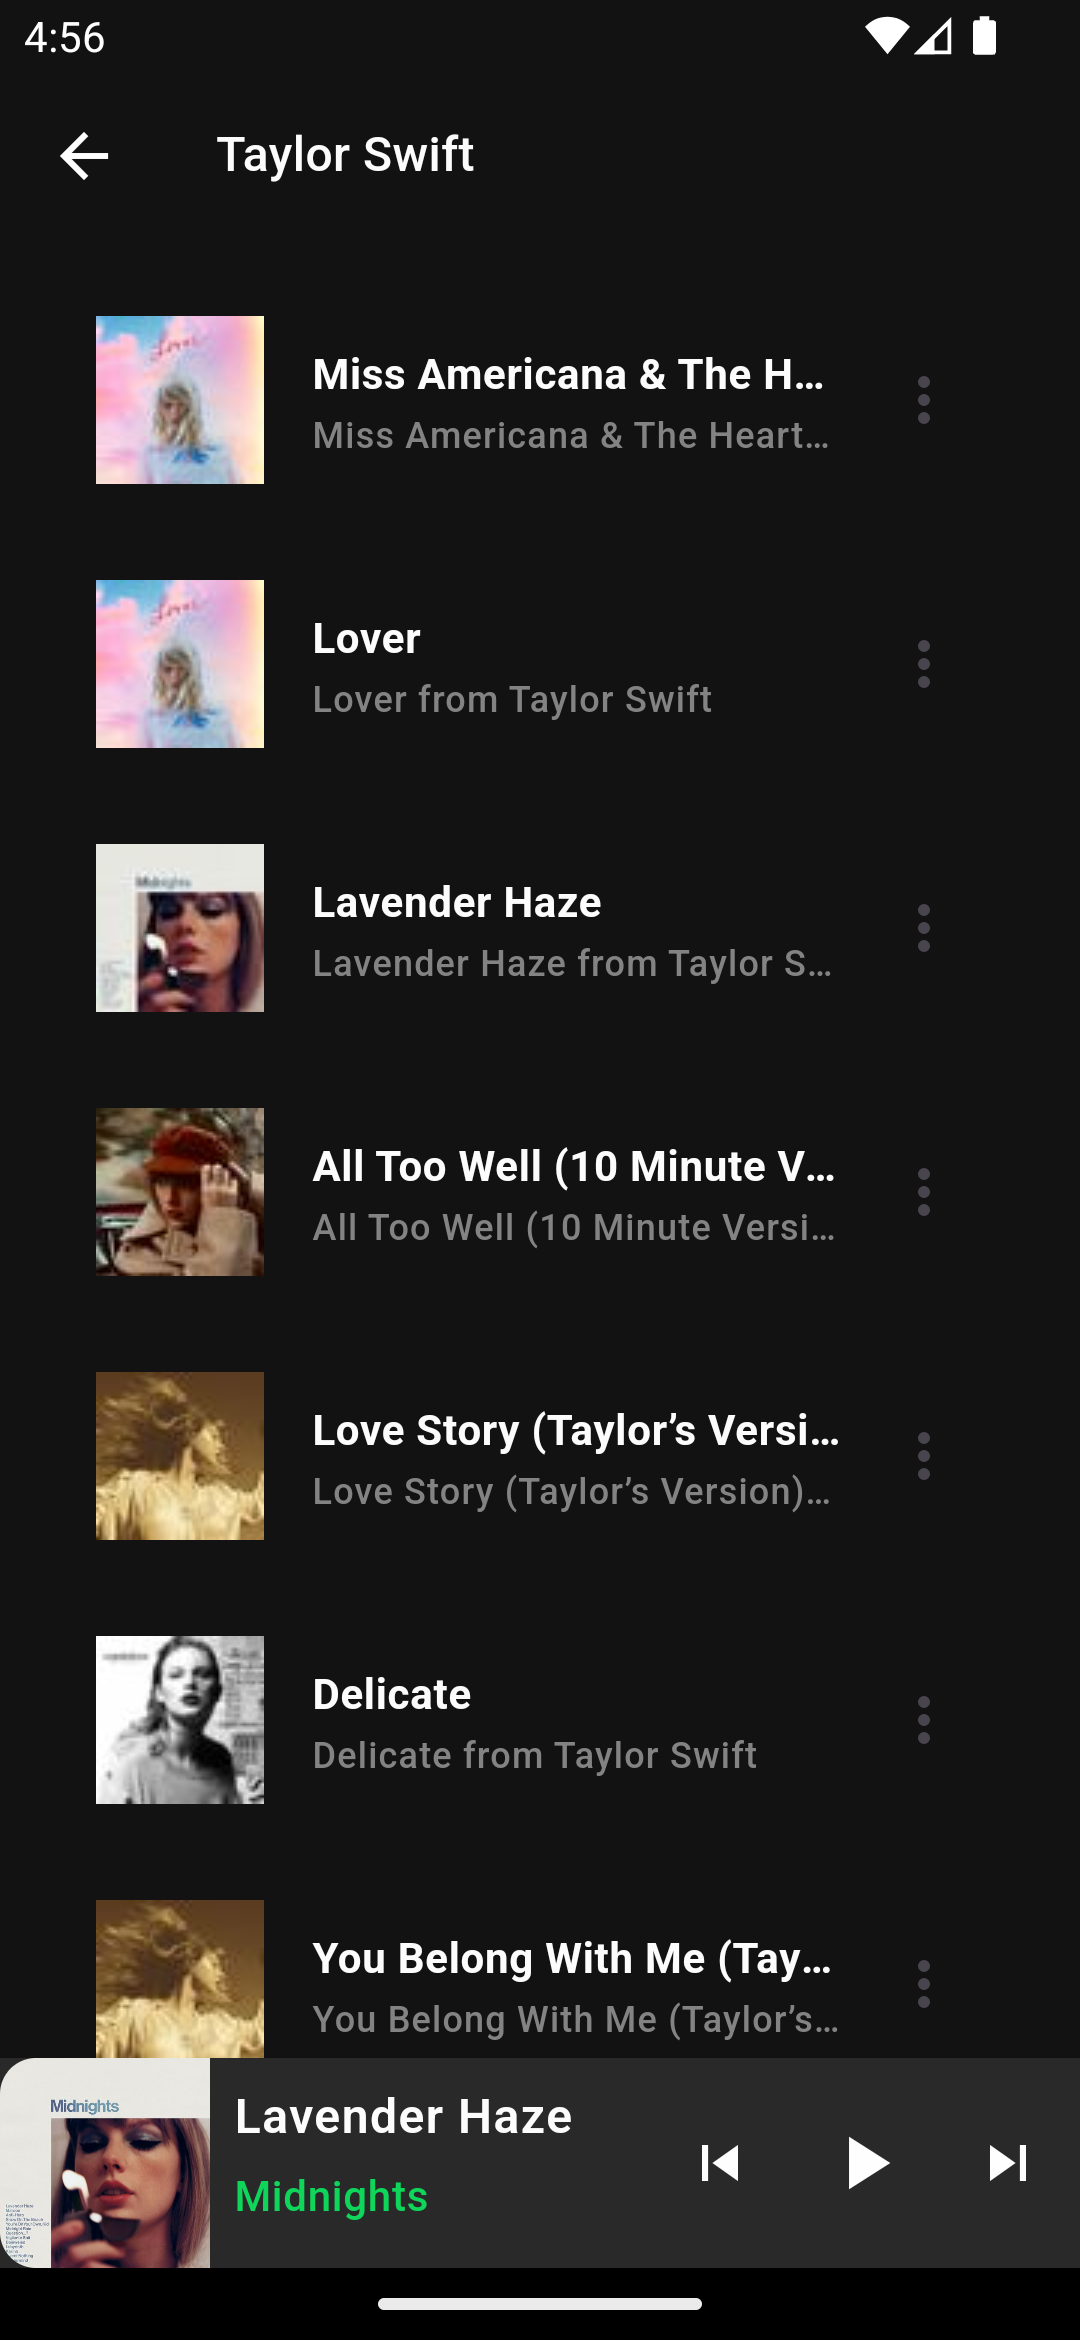 4:56
Taylor Swift
Lover
Miss Americana & The H...
Miss Americana & The Heart...
Lover
Lover
Lover from Taylor Swift
Midnights
Lavender Haze
Lavender Haze from Taylor S...
All Too Well (10 Minute V...
All Too Well (10 Minute Versi...
Love Story (Taylor’s Versi...
Love Story (Taylor’s Version)...
Delicate
Delicate from Taylor Swift
You Belong With Me (Tay...
You Belong With Me (Taylor’s...
Midnights
Lavender Haze
Midnights